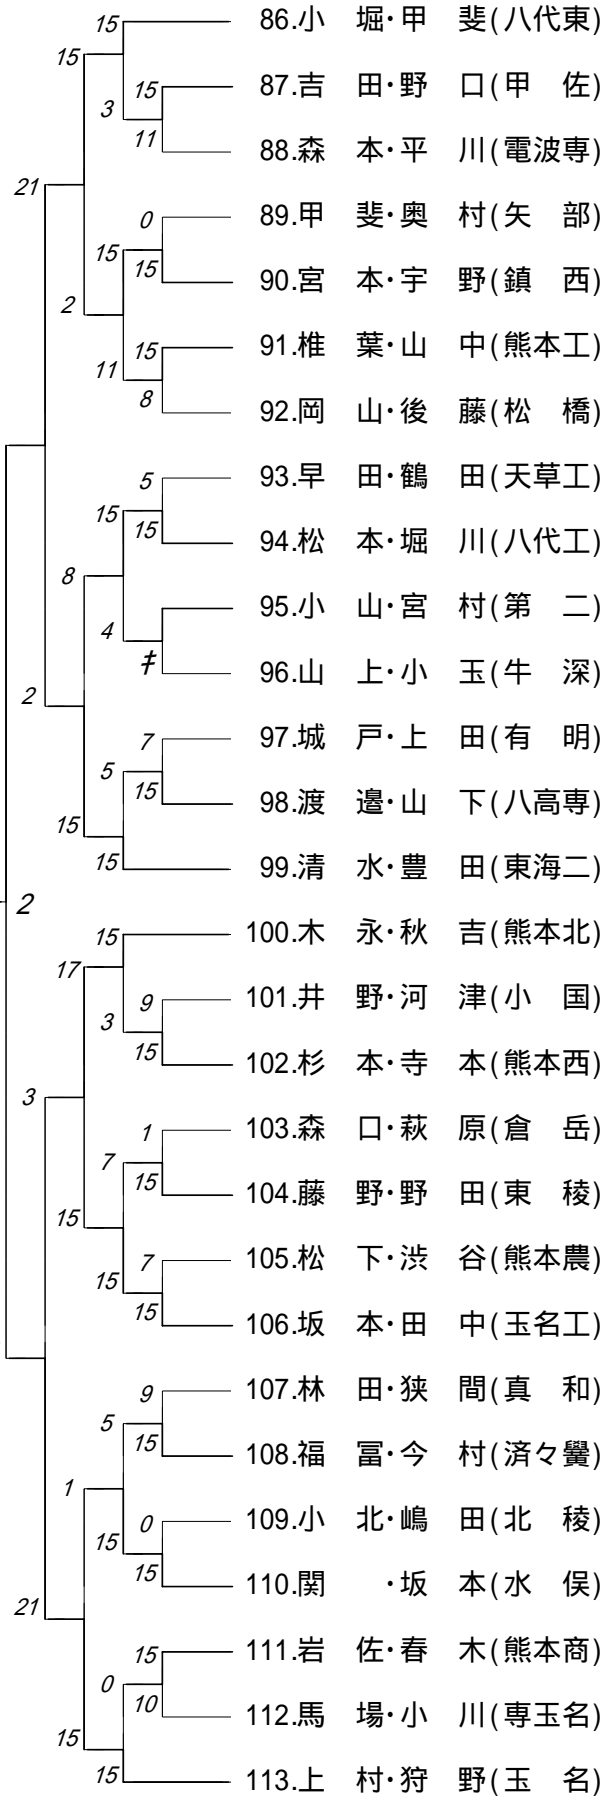 15 86.小 堀・甲 斐(八代東)
15
15 87.吉 田・野 口(甲 佐)
3
11 88.森 本・平 川(電波専)
21
0 89.甲 斐・奥 村(矢 部)
15
15 90.宮 本・宇 野(鎮 西)
2
15 91.椎 葉・山 中(熊本工)
11
8 92.岡 山・後 藤(松 橋)
5 93.早 田・鶴 田(天草工)
15
15 94.松 本・堀 川(八代工)
8
95.小 山・宮 村(第 二)
4
キ 96.山 上・小 玉(牛 深)
2
7 97.城 戸・上 田(有 明)
5
15 98.渡 邉・山 下(八高専)
15
15 99.清 水・豊 田(東海二)
2
15 100.木 永・秋 吉(熊本北)
17
9 101.井 野・河 津(小 国)
3
15 102.杉 本・寺 本(熊本西)
3
1 103.森 口・萩 原(倉 岳)
7
15 104.藤 野・野 田(東 稜)
15
7 105.松 下・渋 谷(熊本農)
15
15 106.坂 本・田 中(玉名工)
9 107.林 田・狭 間(真 和)
5
15 108.福 冨・今 村(済々黌)
1
0 109.小 北・嶋 田(北 稜)
15
15 110.関 ・坂 本(水 俣)
21
15 111.岩 佐・春 木(熊本商)
0
10 112.馬 場・小 川(専玉名)
15
15 113.上 村・狩 野(玉 名)